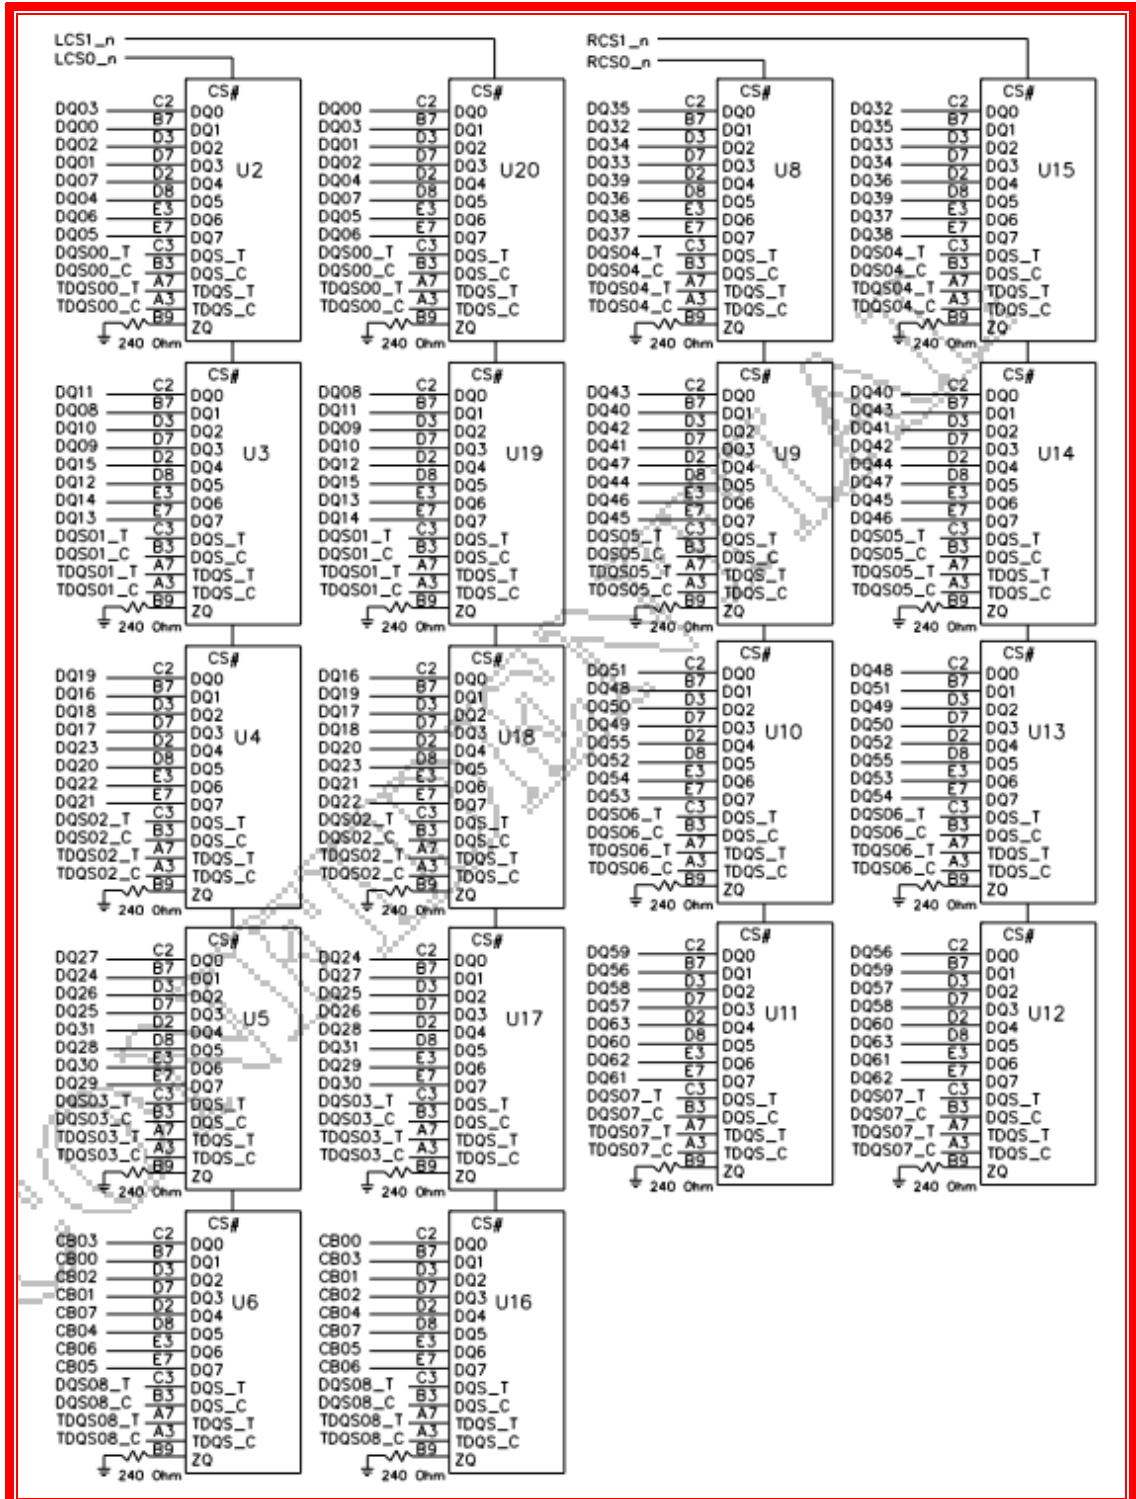 LCS1_n
LCS0_n
CS#
DQ03 C2 DQ0
DQ00 B7 DQ1
DQ02 D3 DQ2
DQ01 D7 DQ3 U2
DQ07 D2 DQ4
DQ04 D8 DQ5
DQ06 E3 DQ6
DQ05 E7 DQ7
DQS00_T C3 DQS_T
DQS00_C B3 DQS_C
TDQS00_T A7 TDQS_T
TDQS00_C A3 TDQS_C
B9 ZQ
240 Ohm
CS#
DQ11 C2 DQ0
DQ08 B7 DQ1
DQ10 D3 DQ2
DQ09 D7 DQ3 U3
DQ15 D2 DQ4
DQ12 D8 DQ5
DQ14 E3 DQ6
DQ13 E7 DQ7
DQS01_T C3 DQS_T
DQS01_C B3 DQS_C
TDQS01_T A7 TDQS_T
TDQS01_C A3 TDQS_C
B9 ZQ
240 Ohm
CS#
DQ19 C2 DQ0
DQ16 B7 DQ1
DQ18 D3 DQ2
DQ17 D7 DQ3 U4
DQ23 D2 DQ4
DQ20 D8 DQ5
DQ22 E3 DQ6
DQ21 E7 DQ7
DQS02_T C3 DQS_T
DQS02_C B3 DQS_C
TDQS02_T A7 TDQS_T
TDQS02_C A3 TDQS_C
B9 ZQ
240 Ohm
CS#
DQ27 C2 DQ0
DQ24 B7 DQ1
DQ26 D3 DQ2
DQ25 D7 DQ3 U5
DQ31 D2 DQ4
DQ28 D8 DQ5
DQ30 E3 DQ6
DQ29 E7 DQ7
DQS03_T C3 DQS_T
DQS03_C B3 DQS_C
TDQS03_T A7 TDQS_T
TDQS03_C A3 TDQS_C
B9 ZQ
240 Ohm
CS#
CB03 C2 DQ0
CB00 B7 DQ1
CB02 D3 DQ2
CB01 D7 DQ3 U6
CB07 D2 DQ4
CB04 D8 DQ5
CB06 E3 DQ6
CB05 E7 DQ7
DQS08_T C3 DQS_T
DQS08_C B3 DQS_C
TDQS08_T A7 TDQS_T
TDQS08_C A3 TDQS_C
B9 ZQ
240 Ohm
CS#
DQ00 C2 DQ0
DQ03 B7 DQ1
DQ01 D3 DQ2
DQ02 D7 DQ3 U20
DQ04 D2 DQ4
DQ07 D8 DQ5
DQ05 E3 DQ6
DQ06 E7 DQ7
DQS00_T C3 DQS_T
DQS00_C B3 DQS_C
TDQS00_T A7 TDQS_T
TDQS00_C A3 TDQS_C
B9 ZQ
240 Ohm
CS#
DQ08 C2 DQ0
DQ11 B7 DQ1
DQ09 D3 DQ2
DQ10 D7 DQ3 U19
DQ12 D2 DQ4
DQ15 D8 DQ5
DQ13 E3 DQ6
DQ14 E7 DQ7
DQS01_T C3 DQS_T
DQS01_C B3 DQS_C
TDQS01_T A7 TDQS_T
TDQS01_C A3 TDQS_C
B9 ZQ
240 Ohm
CS#
DQ16 C2 DQ0
DQ19 B7 DQ1
DQ17 D3 DQ2
DQ18 D7 DQ3 U18
DQ20 D2 DQ4
DQ23 D8 DQ5
DQ21 E3 DQ6
DQ22 E7 DQ7
DQS02_T C3 DQS_T
DQS02_C B3 DQS_C
TDQS02_T A7 TDQS_T
TDQS02_C A3 TDQS_C
B9 ZQ
240 Ohm
CS#
DQ24 C2 DQ0
DQ27 B7 DQ1
DQ25 D3 DQ2
DQ26 D7 DQ3 U17
DQ28 D2 DQ4
DQ31 D8 DQ5
DQ29 E3 DQ6
DQ30 E7 DQ7
DQS03_T C3 DQS_T
DQS03_C B3 DQS_C
TDQS03_T A7 TDQS_T
TDQS03_C A3 TDQS_C
B9 ZQ
240 Ohm
CS#
CB00 C2 DQ0
CB03 B7 DQ1
CB01 D3 DQ2
CB02 D7 DQ3 U16
CB04 D2 DQ4
CB07 D8 DQ5
CB05 E3 DQ6
CB06 E7 DQ7
DQS08_T C3 DQS_T
DQS08_C B3 DQS_C
TDQS08_T A7 TDQS_T
TDQS08_C A3 TDQS_C
B9 ZQ
240 Ohm
RCS1_n
RCS0_n
CS#
DQ35 C2 DQ0
DQ32 B7 DQ1
DQ34 D3 DQ2
DQ33 D7 DQ3 U8
DQ39 D2 DQ4
DQ36 D8 DQ5
DQ38 E3 DQ6
DQ37 E7 DQ7
DQS04_T C3 DQS_T
DQS04_C B3 DQS_C
TDQS04_T A7 TDQS_T
TDQS04_C A3 TDQS_C
B9 ZQ
240 Ohm
CS#
DQ43 C2 DQ0
DQ40 B7 DQ1
DQ42 D3 DQ2
DQ41 D7 DQ3 U9
DQ47 D2 DQ4
DQ44 D8 DQ5
DQ46 E3 DQ6
DQ45 E7 DQ7
DQS05_T C3 DQS_T
DQS05_C B3 DQS_C
TDQS05_T A7 TDQS_T
TDQS05_C A3 TDQS_C
B9 ZQ
240 Ohm
CS#
DQ51 C2 DQ0
DQ48 B7 DQ1
DQ50 D3 DQ2
DQ49 D7 DQ3 U10
DQ55 D2 DQ4
DQ52 D8 DQ5
DQ54 E3 DQ6
DQ53 E7 DQ7
DQS06_T C3 DQS_T
DQS06_C B3 DQS_C
TDQS06_T A7 TDQS_T
TDQS06_C A3 TDQS_C
B9 ZQ
240 Ohm
CS#
DQ59 C2 DQ0
DQ56 B7 DQ1
DQ58 D3 DQ2
DQ57 D7 DQ3 U11
DQ63 D2 DQ4
DQ60 D8 DQ5
DQ62 E3 DQ6
DQ61 E7 DQ7
DQS07_T C3 DQS_T
DQS07_C B3 DQS_C
TDQS07_T A7 TDQS_T
TDQS07_C A3 TDQS_C
B9 ZQ
240 Ohm
CS#
DQ32 C2 DQ0
DQ35 B7 DQ1
DQ33 D3 DQ2
DQ34 D7 DQ3 U15
DQ36 D2 DQ4
DQ39 D8 DQ5
DQ37 E3 DQ6
DQ38 E7 DQ7
DQS04_T C3 DQS_T
DQS04_C B3 DQS_C
TDQS04_T A7 TDQS_T
TDQS04_C A3 TDQS_C
B9 ZQ
240 Ohm
CS#
DQ40 C2 DQ0
DQ43 B7 DQ1
DQ41 D3 DQ2
DQ42 D7 DQ3 U14
DQ44 D2 DQ4
DQ47 D8 DQ5
DQ45 E3 DQ6
DQ46 E7 DQ7
DQS05_T C3 DQS_T
DQS05_C B3 DQS_C
TDQS05_T A7 TDQS_T
TDQS05_C A3 TDQS_C
B9 ZQ
240 Ohm
CS#
DQ48 C2 DQ0
DQ51 B7 DQ1
DQ49 D3 DQ2
DQ50 D7 DQ3 U13
DQ52 D2 DQ4
DQ55 D8 DQ5
DQ53 E3 DQ6
DQ54 E7 DQ7
DQS06_T C3 DQS_T
DQS06_C B3 DQS_C
TDQS06_T A7 TDQS_T
TDQS06_C A3 TDQS_C
B9 ZQ
240 Ohm
CS#
DQ56 C2 DQ0
DQ59 B7 DQ1
DQ57 D3 DQ2
DQ58 D7 DQ3 U12
DQ60 D2 DQ4
DQ63 D8 DQ5
DQ61 E3 DQ6
DQ62 E7 DQ7
DQS07_T C3 DQS_T
DQS07_C B3 DQS_C
TDQS07_T A7 TDQS_T
TDQS07_C A3 TDQS_C
B9 ZQ
240 Ohm